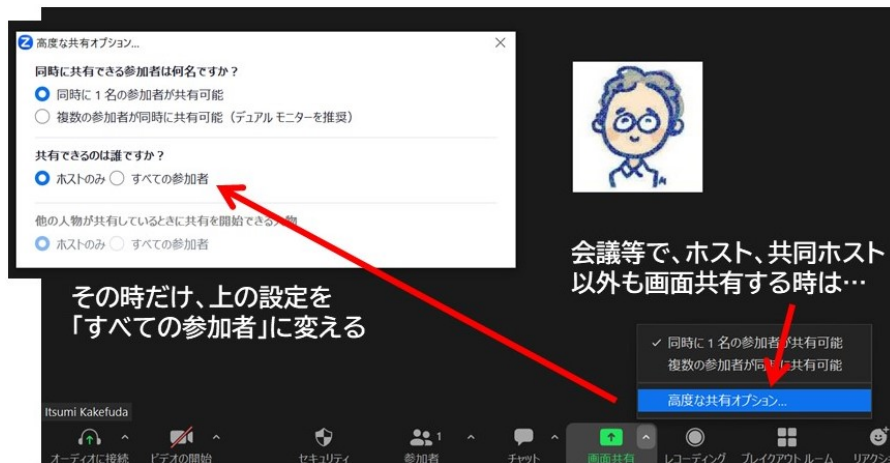 高度な共有オプション...
同時に共有できる参加者は何名ですか？
同時に 1 名の参加者が共有可能
複数の参加者が同時に共有可能（デュアル モニターを推奨）
共有できるのは誰ですか？
ホストのみ すべての参加者
他の人物が共有しているときに共有を開始できる人物
ホストのみ すべての参加者
その時だけ、上の設定を
「すべての参加者」に変える
会議等で、ホスト、共同ホスト
以外も画面共有する時は…
同時に 1 名の参加者が共有可能
複数の参加者が同時に共有可能
高度な共有オプション...
Itsumi Kakefuda
1
オーディオに接続 ビデオの開始 セキュリティ 参加者 チャット 画面共有 レコーディング ブレイクアウト ルーム リアクシ